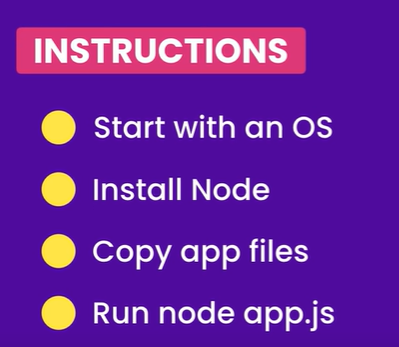 INSTRUCTIONS
Start with an OS
Install Node
Copy app files
Run node app.js